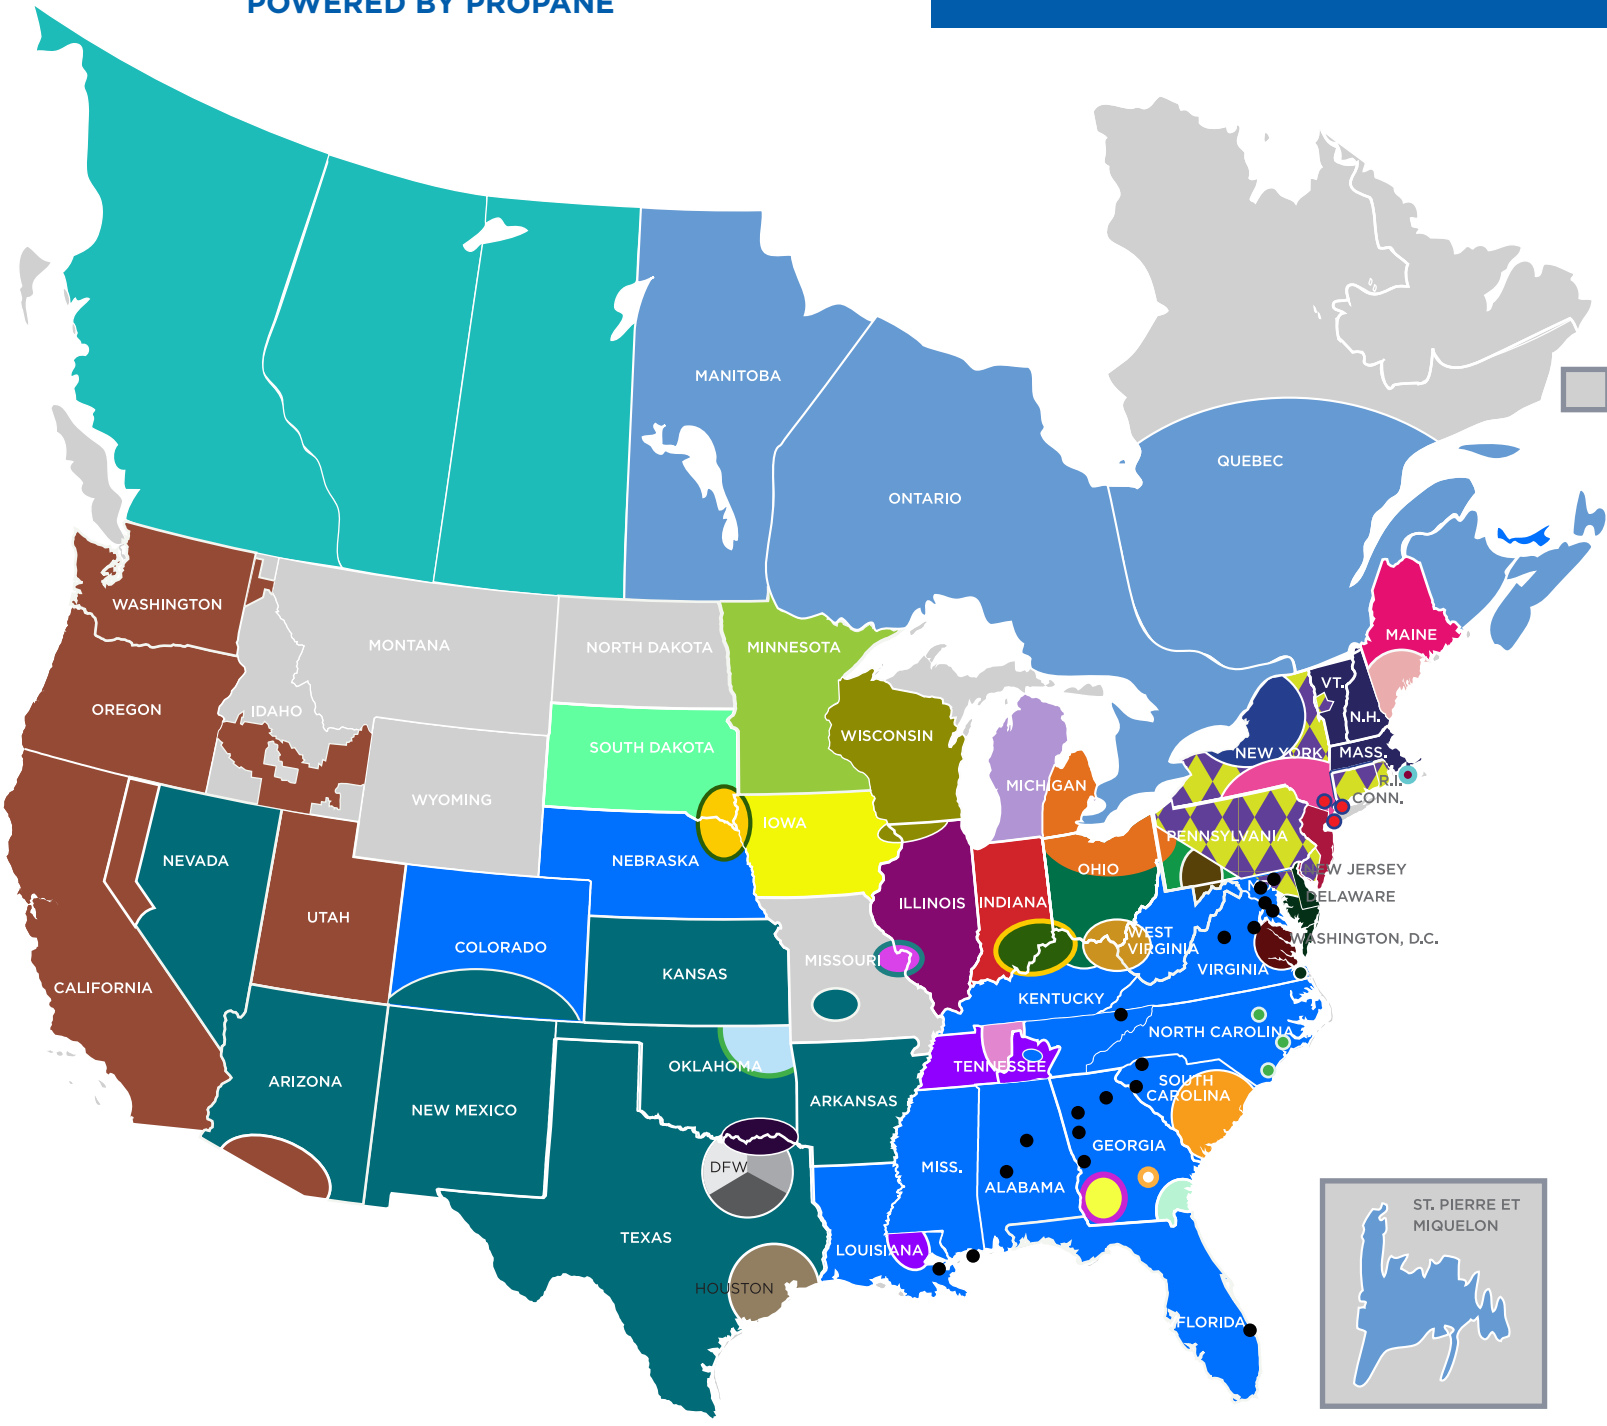 POWERED BY PROPANE
MANITOBA
ONTARIO
QUEBEC
WASHINGTON
MONTANA
NORTH DAKOTA
MINNESOTA
MAINE
OREGON
IDAHO
SOUTH DAKOTA
WISCONSIN
VT.
N.H.
NEW YORK
MASS.
R.I.
CONN.
WYOMING
MICHIGAN
IOWA
PENNSYLVANIA
NEVADA
NEBRASKA
OHIO
NEW JERSEY
DELAWARE
UTAH
COLORADO
ILLINOIS
INDIANA
WEST
VIRGINIA
WASHINGTON, D.C.
CALIFORNIA
KANSAS
MISSOURI
VIRGINIA
KENTUCKY
NORTH CAROLINA
ARIZONA
NEW MEXICO
OKLAHOMA
TENNESSEE
ARKANSAS
SOUTH
CAROLINA
DFW
MISS.
ALABAMA
GEORGIA
TEXAS
LOUISIANA
HOUSTON
FLORIDA
ST. PIERRE ET
MIQUELON